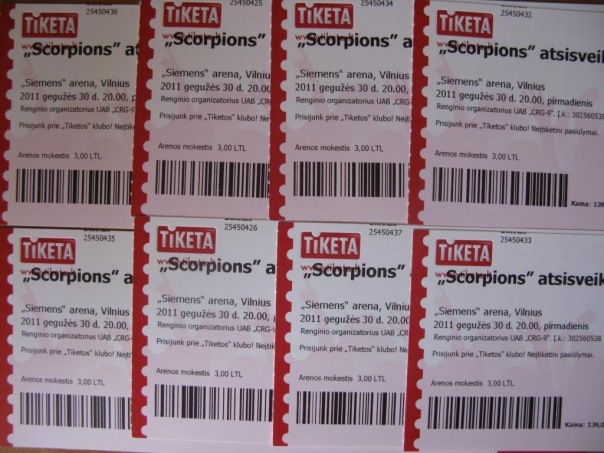 25450436
TiKETA
„Scorpions"
„Siemens" arena, Vilnius
2011 gegužės 30 d. 20.00,
Renginio organizatorius UAB „CRG-9
Prisijunk prie „Tiketos" klubo!
Arenos mokestis 3,00 LTL
25450425
TiKETA
„Scorpions" a
„Siemens" arena, Vilnius
2011 gegužės 30 d. 20.00,
Renginio organizatorius UAB „CRG
Prisijunk prie „Tiketos" klubo!
Arenos mokestis 3,00 LTL
25450434
TiKETA
„Scorpions" a
„Siemens" arena, Vilnius
2011 gegužės 30 d. 20.00,
Renginio organizatorius UAB „CRG
Prisijunk prie „Tiketos" klubo!
Arenos mokestis 3,00 LTL
25450432
TiKETA
„Scorpions" atsisvei
„Siemens" arena, Vilnius
2011 gegužės 30 d. 20.00, pirmadienis
Renginio organizatorius UAB „CRG-9". Į.k.: 302560538
Prisijunk prie „Tiketos" klubo! Neįtikėtini pasiūlymai.
Arenos mokestis 3,00 LTL
Kaina: 139,
25450435
TiKETA
„Scorpions"
„Siemens" arena, Vilnius
2011 gegužės 30 d. 20.00,
Renginio organizatorius UAB „CRG-
Prisijunk prie „Tiketos" klubo!
Arenos mokestis 3,00 LTL
25450426
TiKETA
„Scorpions" a
„Siemens" arena, Vilnius
2011 gegužės 30 d. 20.00,
Renginio organizatorius UAB „CRG-
Prisijunk prie „Tiketos" klubo!
Arenos mokestis 3,00 LTL
25450437
TiKETA
„Scorpions"
„Siemens" arena, Vilnius
2011 gegužės 30 d. 20.00,
Renginio organizatorius UAB „CR
Prisijunk prie „Tiketos" klubo!
Arenos mokestis 3,00 LTL
25450433
TiKETA
„Scorpions" atsisveik
„Siemens" arena, Vilnius
2011 gegužės 30 d. 20.00, pirmadienis
Renginio organizatorius UAB „CRG-9". Į.k.: 302560538
Prisijunk prie „Tiketos" klubo! Neįtikėtini pasiūlymai.
Arenos mokestis 3,00 LTL
Kaina: 139,0